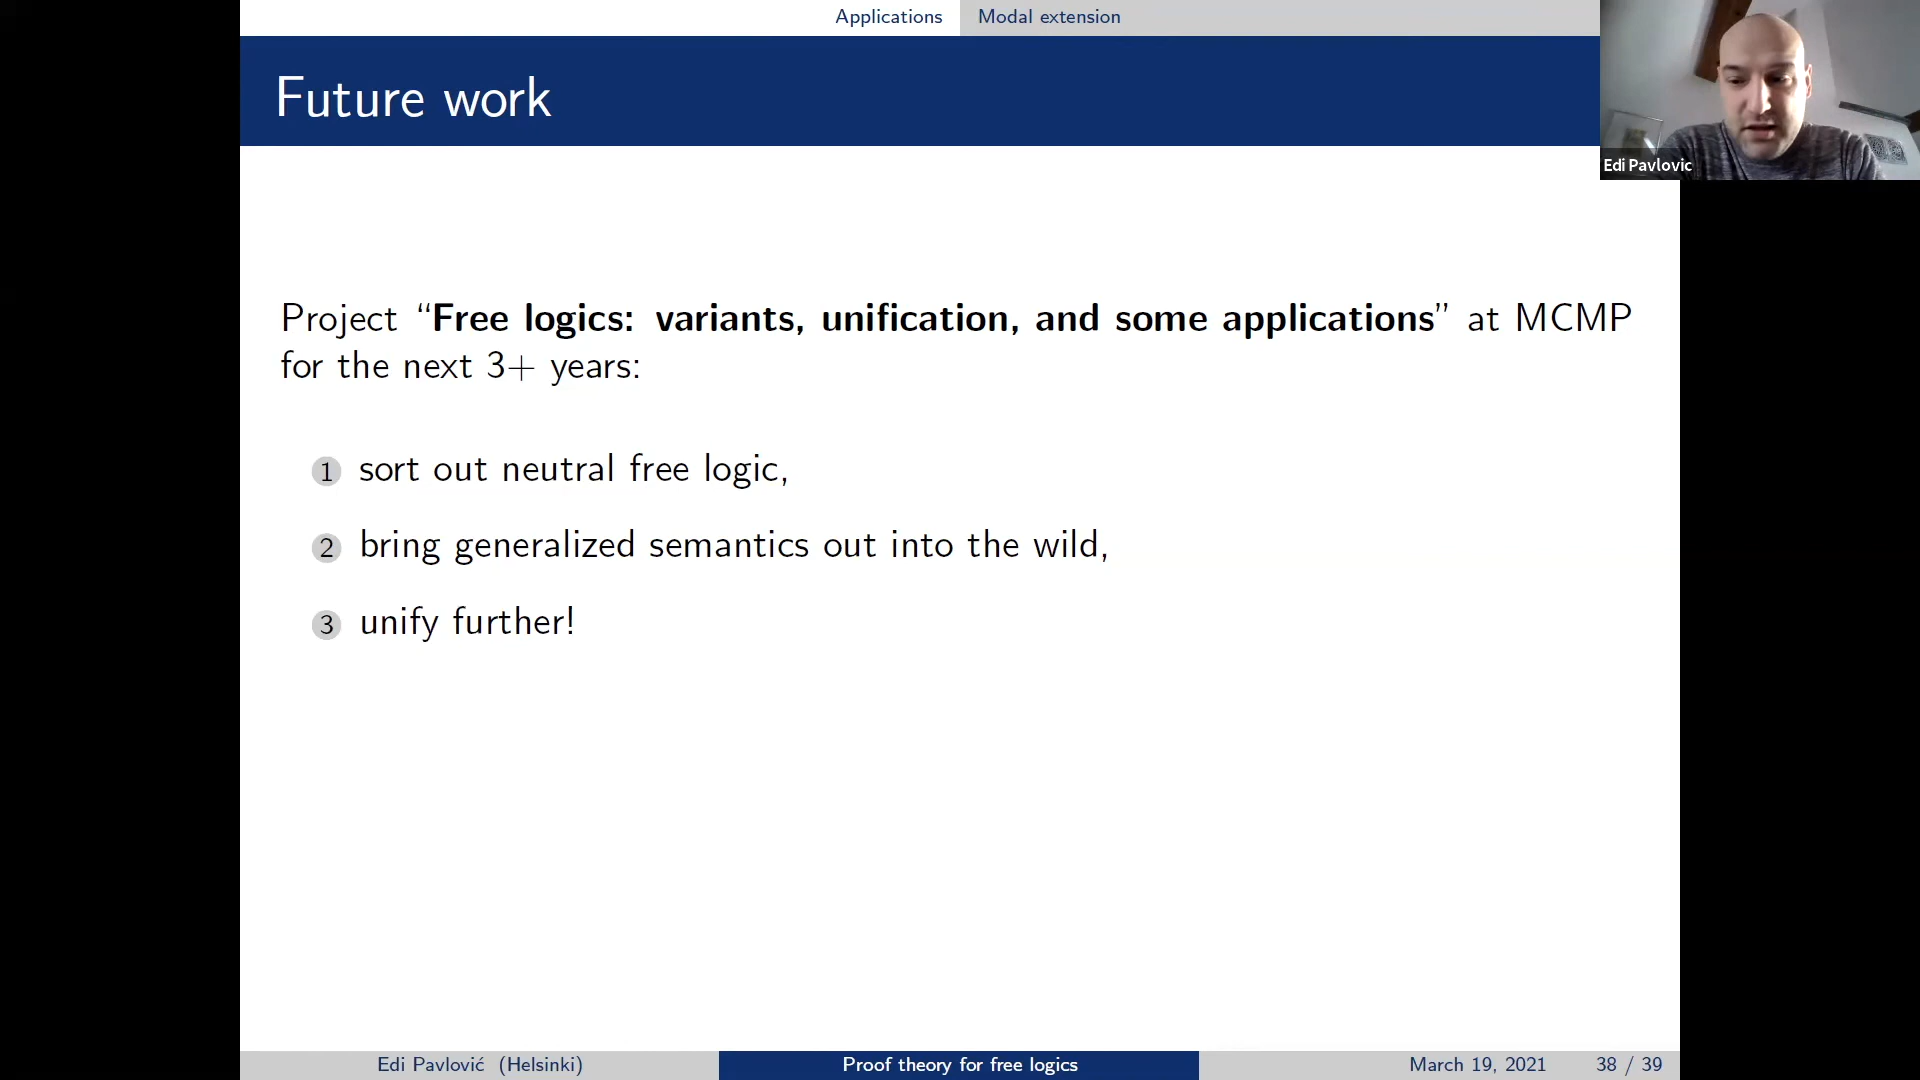 Applications Modal extension
Future work
Edi Pavlovic
Project “Free logics: variants, unification, and some applications” at MCMP
for the next 3+ years:
1 sort out neutral free logic,
2 bring generalized semantics out into the wild,
3 unify further!
Edi Pavlović (Helsinki) Proof theory for free logics March 19, 2021 38 / 39